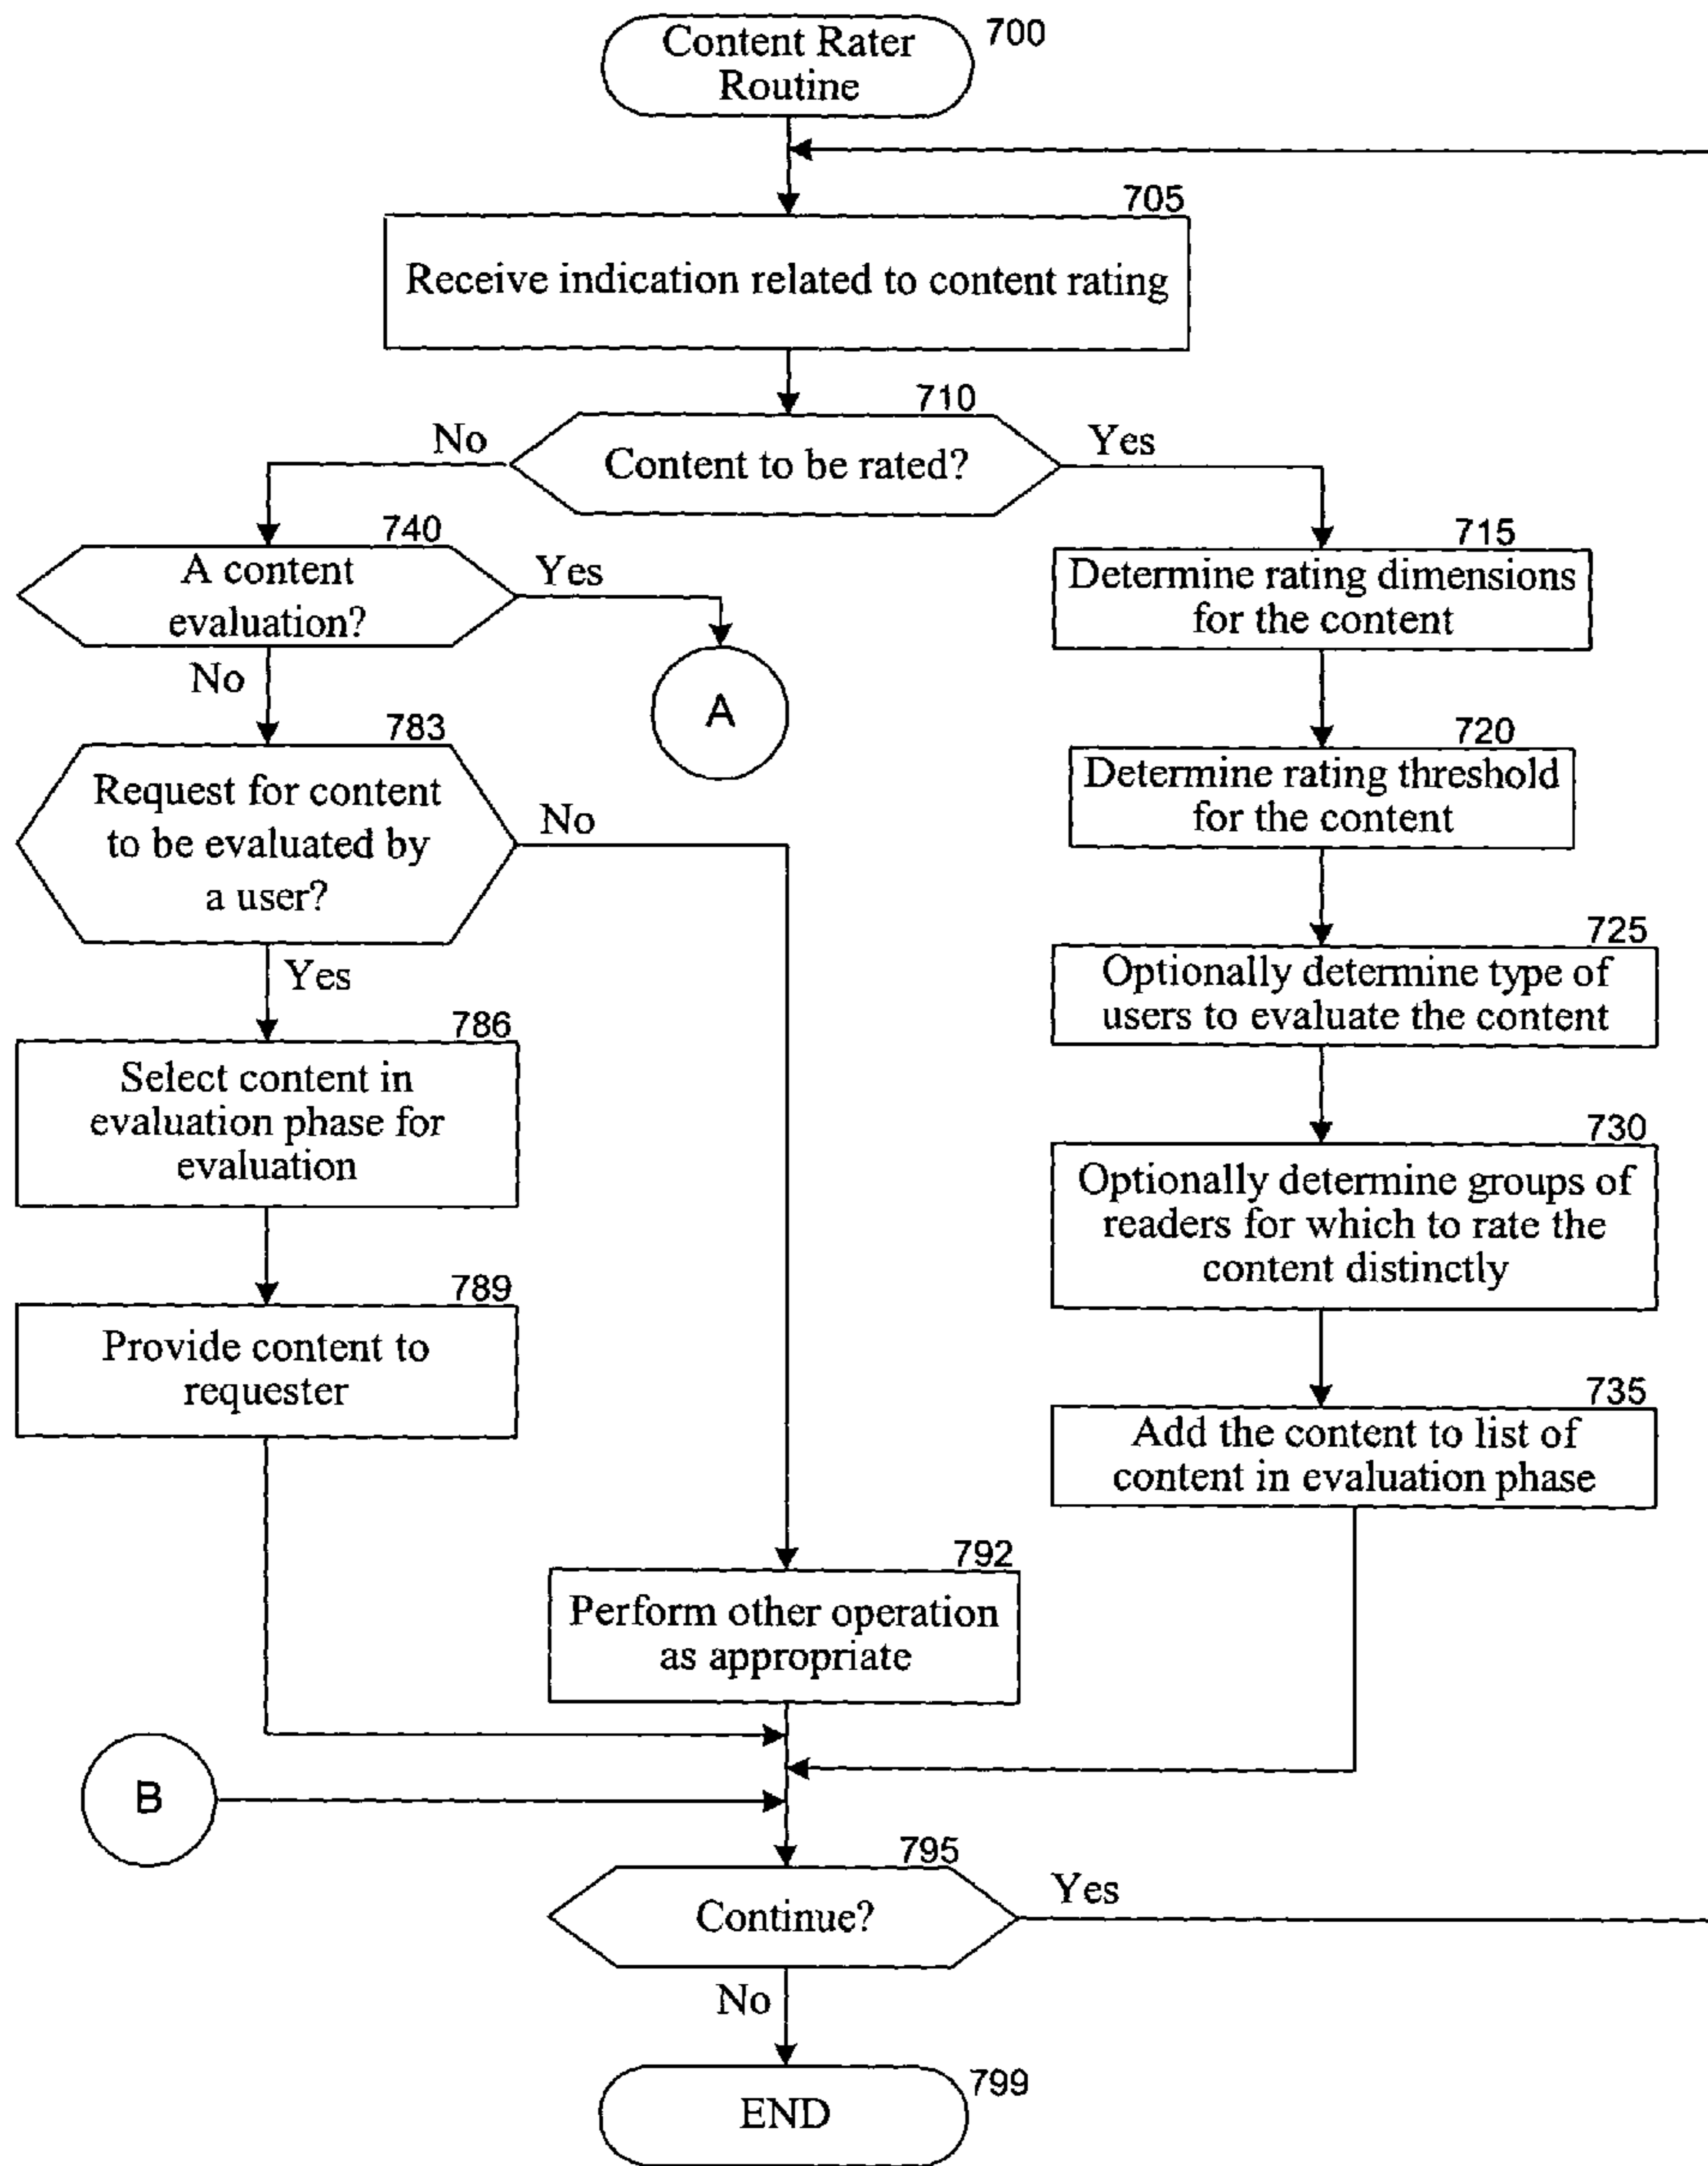 Content Rater
Routine
700
705
Receive indication related to content rating
710
Content to be rated?
No
Yes
740
A content
evaluation?
Yes
No
A
715
Determine rating dimensions
for the content
720
Determine rating threshold
for the content
783
Request for content
to be evaluated by
a user?
No
Yes
725
Optionally determine type of
users to evaluate the content
786
Select content in
evaluation phase for
evaluation
730
Optionally determine groups of
readers for which to rate the
content distinctly
789
Provide content to
requester
735
Add the content to list of
content in evaluation phase
792
Perform other operation
as appropriate
B
795
Continue?
Yes
No
799
END